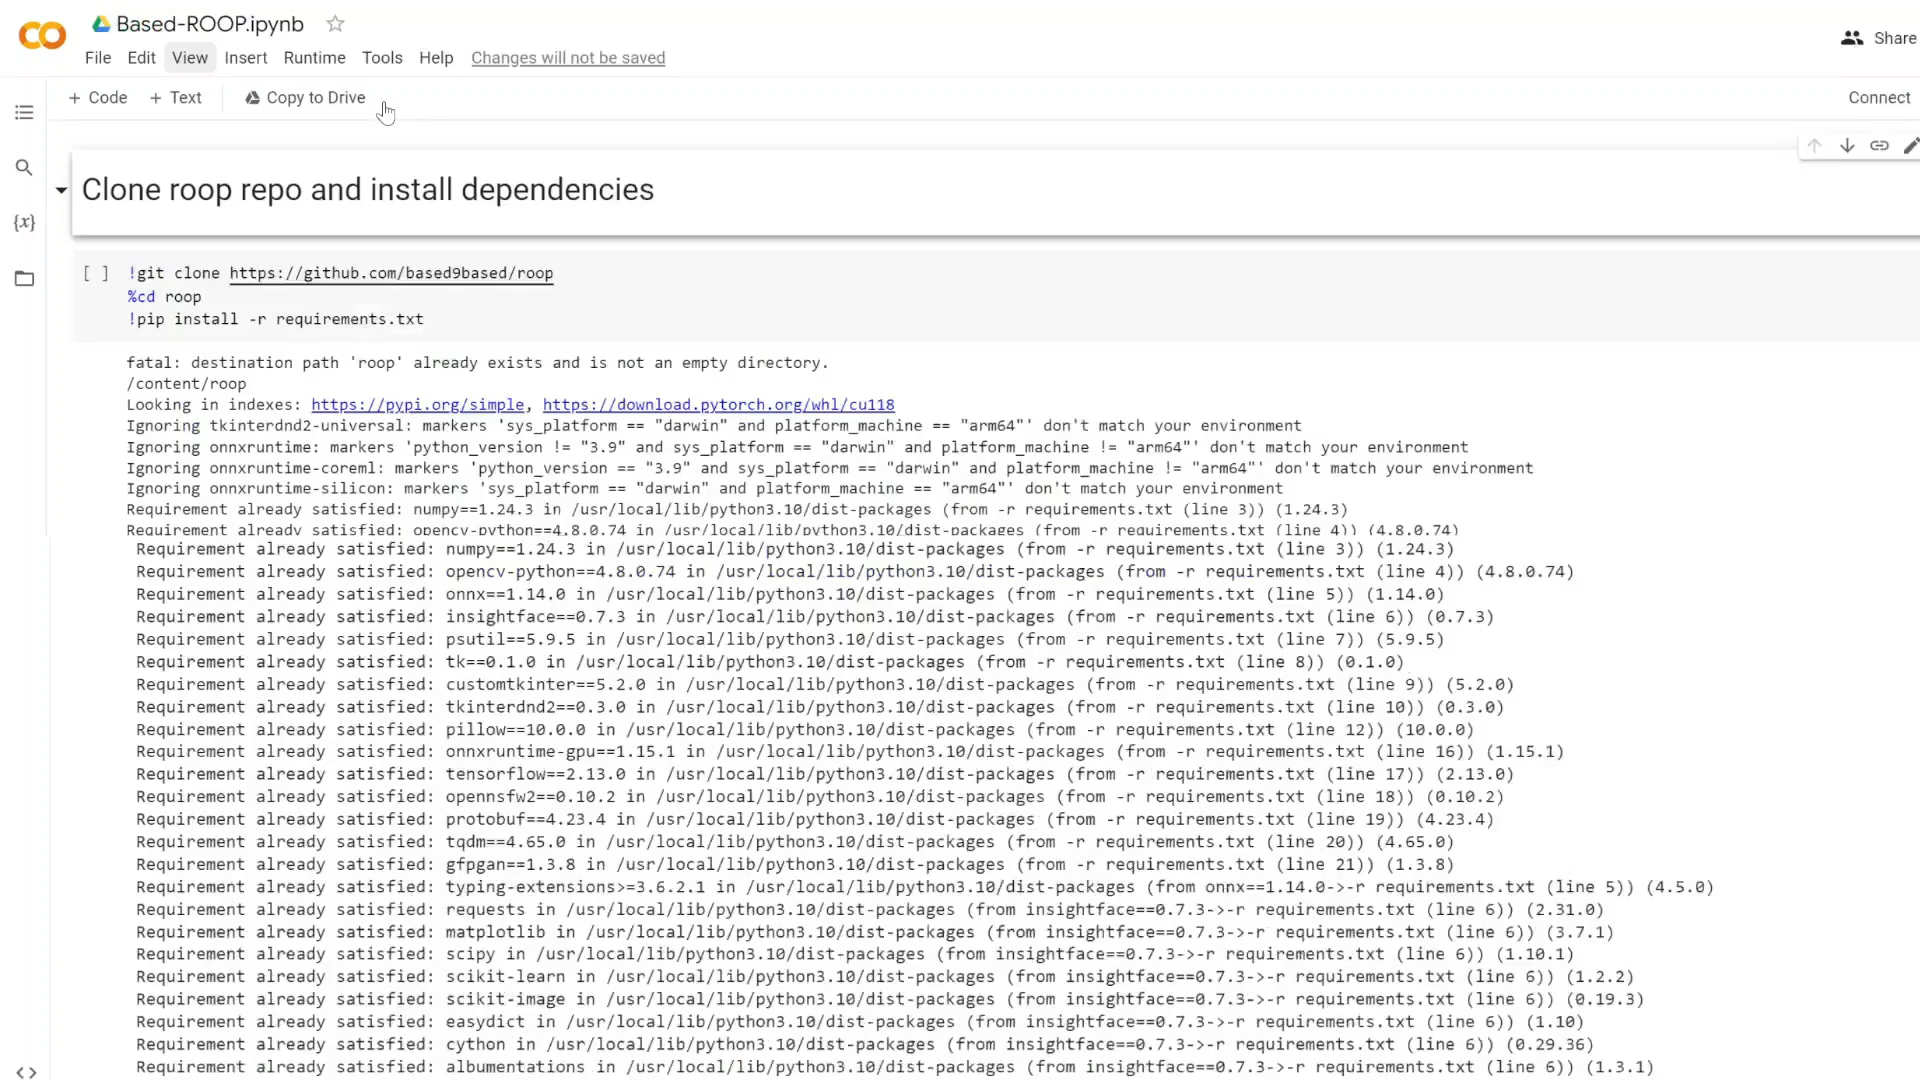 Based-ROOP.ipynb
File Edit View Insert Runtime Tools Help Changes will not be saved
Share
+ Code + Text Copy to Drive
Connect
Clone roop repo and install dependencies
[ ] !git clone https://github.com/based9based/roop
%cd roop
!pip install -r requirements.txt
fatal: destination path 'roop' already exists and is not an empty directory.
/content/roop
Looking in indexes: https://pypi.org/simple, https://download.pytorch.org/whl/cu118
Ignoring tkinterdnd2-universal: markers 'sys_platform == "darwin" and platform_machine == "arm64"' don't match your environment
Ignoring onnxruntime: markers 'python_version != "3.9" and sys_platform == "darwin" and platform_machine != "arm64"' don't match your environment
Ignoring onnxruntime-coreml: markers 'python_version == "3.9" and sys_platform == "darwin" and platform_machine != "arm64"' don't match your environment
Ignoring onnxruntime-silicon: markers 'sys_platform == "darwin" and platform_machine == "arm64"' don't match your environment
Requirement already satisfied: numpy==1.24.3 in /usr/local/lib/python3.10/dist-packages (from -r requirements.txt (line 3)) (1.24.3)
Requirement already satisfied: opencv-python==4.8.0.74 in /usr/local/lib/python3.10/dist-packages (from -r requirements.txt (line 4)) (4.8.0.74)
Requirement already satisfied: numpy==1.24.3 in /usr/local/lib/python3.10/dist-packages (from -r requirements.txt (line 3)) (1.24.3)
Requirement already satisfied: opencv-python==4.8.0.74 in /usr/local/lib/python3.10/dist-packages (from -r requirements.txt (line 4)) (4.8.0.74)
Requirement already satisfied: onnx==1.14.0 in /usr/local/lib/python3.10/dist-packages (from -r requirements.txt (line 5)) (1.14.0)
Requirement already satisfied: insightface==0.7.3 in /usr/local/lib/python3.10/dist-packages (from -r requirements.txt (line 6)) (0.7.3)
Requirement already satisfied: psutil==5.9.5 in /usr/local/lib/python3.10/dist-packages (from -r requirements.txt (line 7)) (5.9.5)
Requirement already satisfied: tk==0.1.0 in /usr/local/lib/python3.10/dist-packages (from -r requirements.txt (line 8)) (0.1.0)
Requirement already satisfied: customtkinter==5.2.0 in /usr/local/lib/python3.10/dist-packages (from -r requirements.txt (line 9)) (5.2.0)
Requirement already satisfied: tkinterdnd2==0.3.0 in /usr/local/lib/python3.10/dist-packages (from -r requirements.txt (line 10)) (0.3.0)
Requirement already satisfied: pillow==10.0.0 in /usr/local/lib/python3.10/dist-packages (from -r requirements.txt (line 12)) (10.0.0)
Requirement already satisfied: onnxruntime-gpu==1.15.1 in /usr/local/lib/python3.10/dist-packages (from -r requirements.txt (line 16)) (1.15.1)
Requirement already satisfied: tensorflow==2.13.0 in /usr/local/lib/python3.10/dist-packages (from -r requirements.txt (line 17)) (2.13.0)
Requirement already satisfied: opennsfw2==0.10.2 in /usr/local/lib/python3.10/dist-packages (from -r requirements.txt (line 18)) (0.10.2)
Requirement already satisfied: protobuf==4.23.4 in /usr/local/lib/python3.10/dist-packages (from -r requirements.txt (line 19)) (4.23.4)
Requirement already satisfied: tqdm==4.65.0 in /usr/local/lib/python3.10/dist-packages (from -r requirements.txt (line 20)) (4.65.0)
Requirement already satisfied: gfpgan==1.3.8 in /usr/local/lib/python3.10/dist-packages (from -r requirements.txt (line 21)) (1.3.8)
Requirement already satisfied: typing-extensions>=3.6.2.1 in /usr/local/lib/python3.10/dist-packages (from onnx==1.14.0->-r requirements.txt (line 5)) (4.5.0)
Requirement already satisfied: requests in /usr/local/lib/python3.10/dist-packages (from insightface==0.7.3->-r requirements.txt (line 6)) (2.31.0)
Requirement already satisfied: matplotlib in /usr/local/lib/python3.10/dist-packages (from insightface==0.7.3->-r requirements.txt (line 6)) (3.7.1)
Requirement already satisfied: scipy in /usr/local/lib/python3.10/dist-packages (from insightface==0.7.3->-r requirements.txt (line 6)) (1.10.1)
Requirement already satisfied: scikit-learn in /usr/local/lib/python3.10/dist-packages (from insightface==0.7.3->-r requirements.txt (line 6)) (1.2.2)
Requirement already satisfied: scikit-image in /usr/local/lib/python3.10/dist-packages (from insightface==0.7.3->-r requirements.txt (line 6)) (0.19.3)
Requirement already satisfied: easydict in /usr/local/lib/python3.10/dist-packages (from insightface==0.7.3->-r requirements.txt (line 6)) (1.10)
Requirement already satisfied: cython in /usr/local/lib/python3.10/dist-packages (from insightface==0.7.3->-r requirements.txt (line 6)) (0.29.36)
Requirement already satisfied: albumentations in /usr/local/lib/python3.10/dist-packages (from insightface==0.7.3->-r requirements.txt (line 6)) (1.3.1)